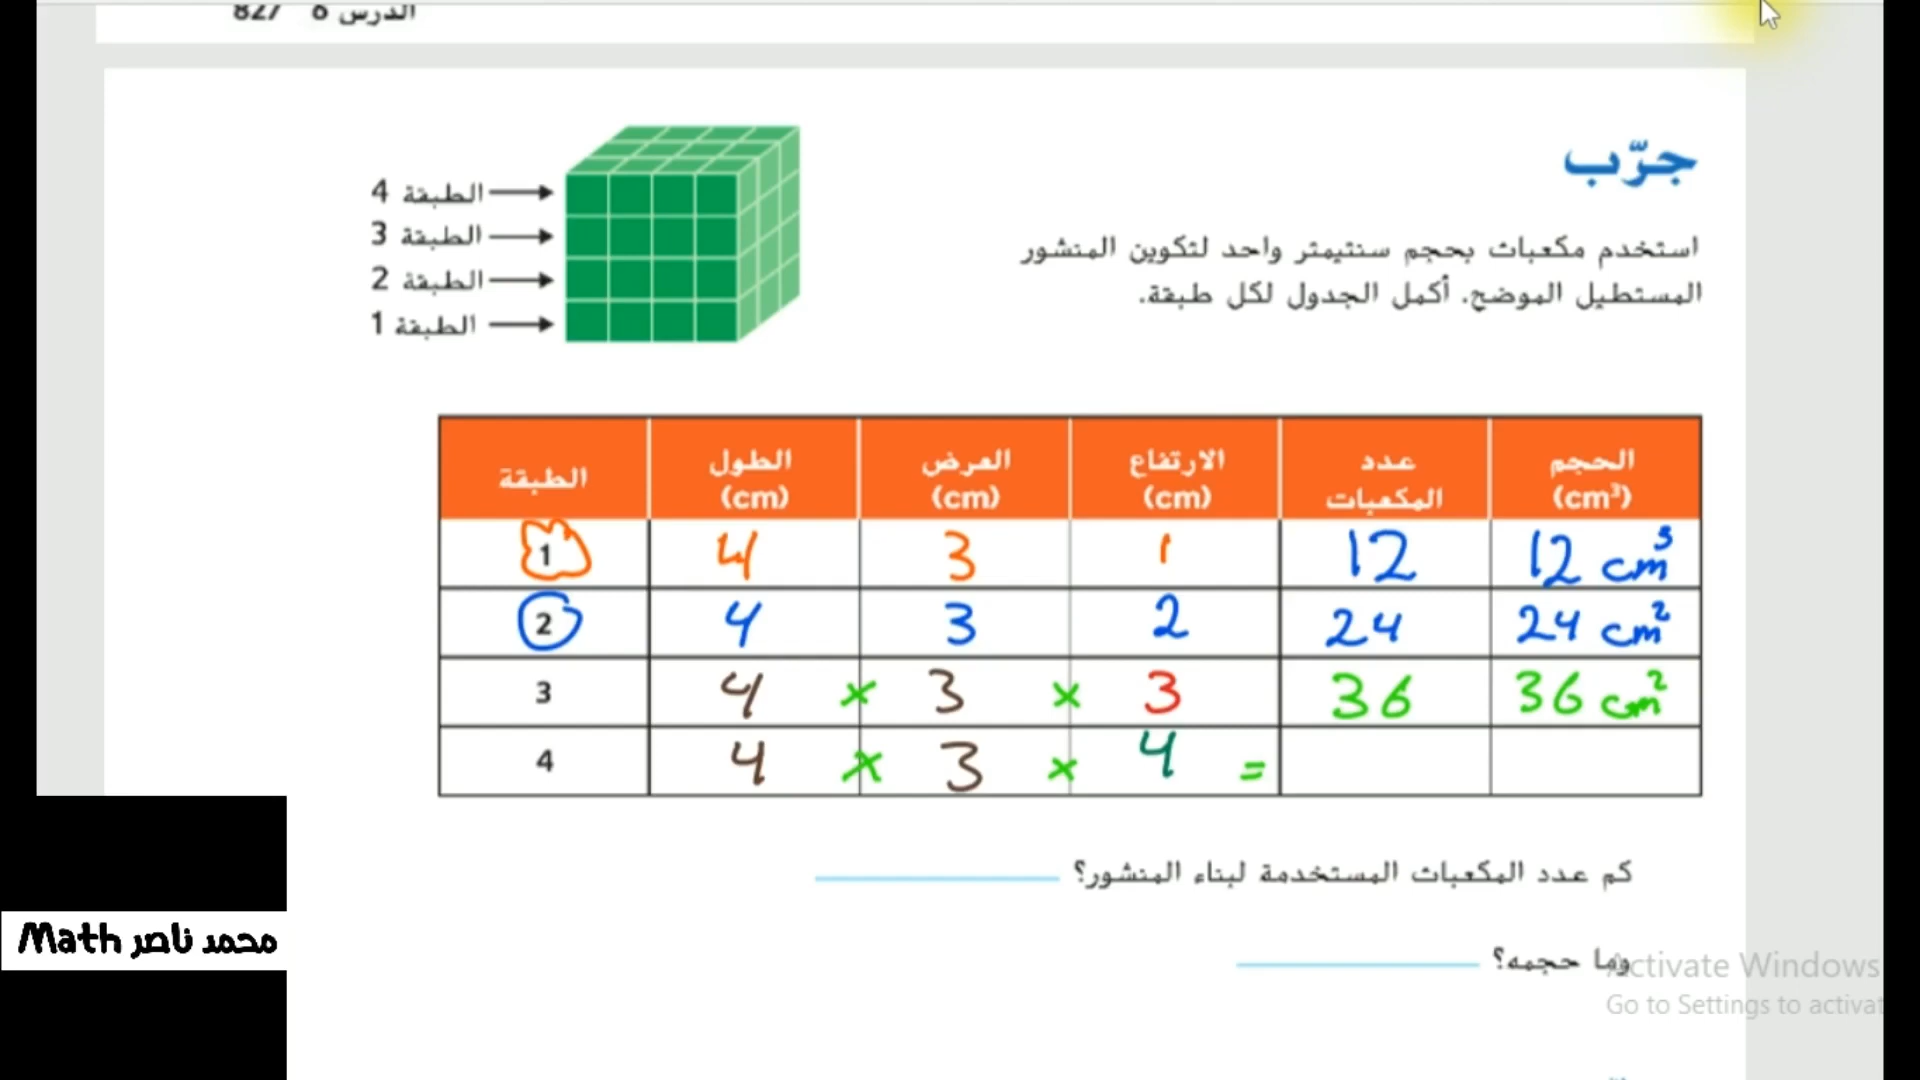 الدرس 6 827
جرّب
استخدم مكعبات بحجم سنتيمتر واحد لتكوين المنشور
المستطيل الموضح. أكمل الجدول لكل طبقة.
الطبقة 4
الطبقة 3
الطبقة 2
الطبقة 1
الطبقة الطول (cm) العرض (cm) الارتفاع (cm) عدد المكعبات الحجم (cm³)
1 4 3 1 12 12 cm³
2 4 3 2 24 24 cm²
3 4 × 3 × 3 36 36 cm²
4 4 × 3 × 4 =
كم عدد المكعبات المستخدمة لبناء المنشور؟
وما حجمه؟
Math محمد ناصر
Activate Windows
Go to Settings to activat